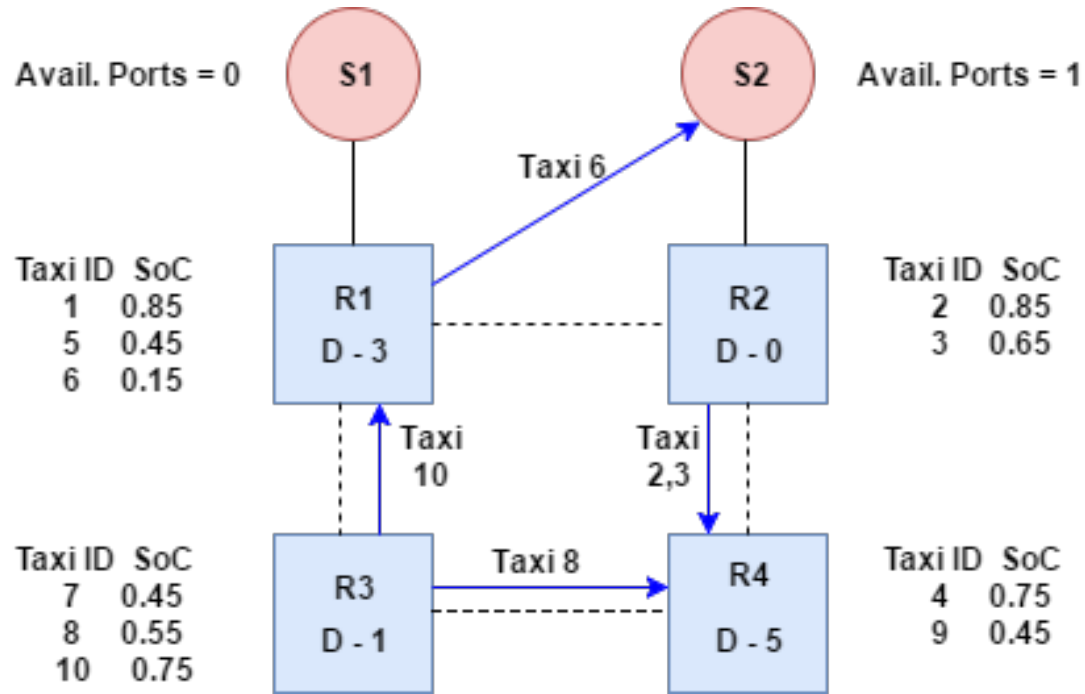 Avail. Ports = 0
S1
S2
Avail. Ports = 1
Taxi 6
Taxi ID SoC
1 0.85
5 0.45
6 0.15
R1
D - 3
R2
D - 0
Taxi ID SoC
2 0.85
3 0.65
Taxi
10
Taxi
2,3
Taxi ID SoC
7 0.45
8 0.55
10 0.75
R3
D - 1
Taxi 8
R4
D - 5
Taxi ID SoC
4 0.75
9 0.45